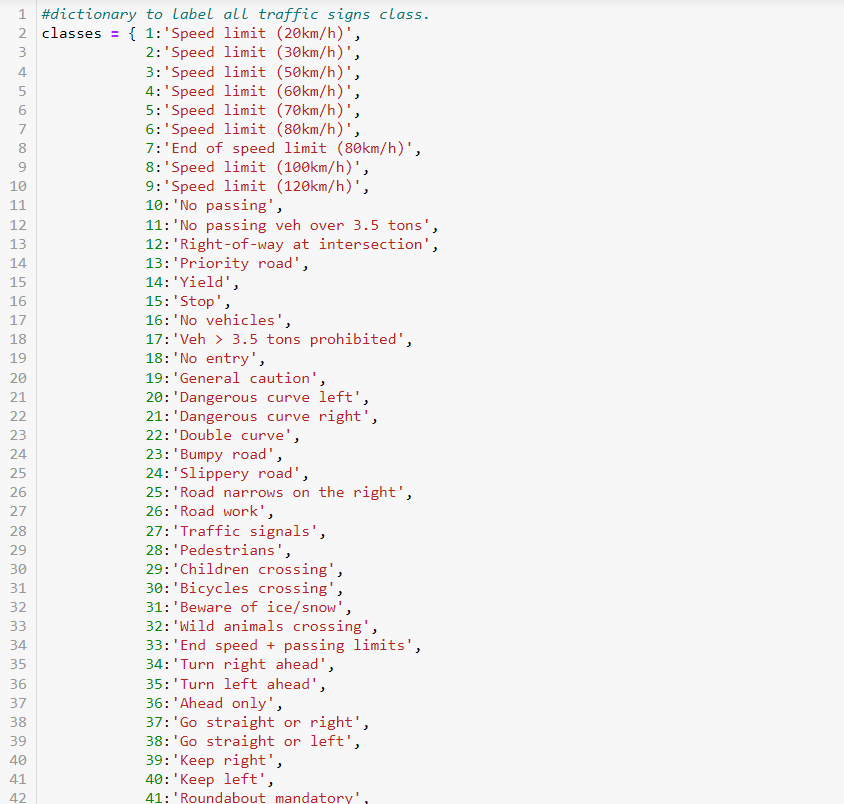 1 #dictionary to label all traffic signs class.
2 classes = { 1:'Speed limit (20km/h)',
3 2:'Speed limit (30km/h)',
4 3:'Speed limit (50km/h)',
5 4:'Speed limit (60km/h)',
6 5:'Speed limit (70km/h)',
7 6:'Speed limit (80km/h)',
8 7:'End of speed limit (80km/h)',
9 8:'Speed limit (100km/h)',
10 9:'Speed limit (120km/h)',
11 10:'No passing',
12 11:'No passing veh over 3.5 tons',
13 12:'Right-of-way at intersection',
14 13:'Priority road',
15 14:'Yield',
16 15:'Stop',
17 16:'No vehicles',
18 17:'Veh > 3.5 tons prohibited',
19 18:'No entry',
20 19:'General caution',
21 20:'Dangerous curve left',
22 21:'Dangerous curve right',
23 22:'Double curve',
24 23:'Bumpy road',
25 24:'Slippery road',
26 25:'Road narrows on the right',
27 26:'Road work',
28 27:'Traffic signals',
29 28:'Pedestrians',
30 29:'Children crossing',
31 30:'Bicycles crossing',
32 31:'Beware of ice/snow',
33 32:'Wild animals crossing',
34 33:'End speed + passing limits',
35 34:'Turn right ahead',
36 35:'Turn left ahead',
37 36:'Ahead only',
38 37:'Go straight or right',
39 38:'Go straight or left',
40 39:'Keep right',
41 40:'Keep left',
42 41:'Roundabout mandatory',